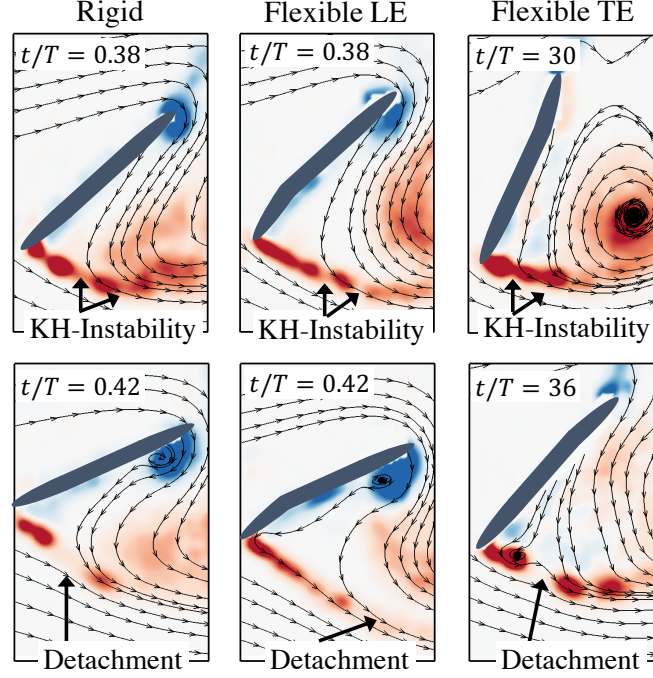 Rigid Flexible LE Flexible TE
t/T = 0.38 t/T = 0.38 t/T = 30
KH-Instability KH-Instability KH-Instability
t/T = 0.42 t/T = 0.42 t/T = 36
Detachment Detachment Detachment